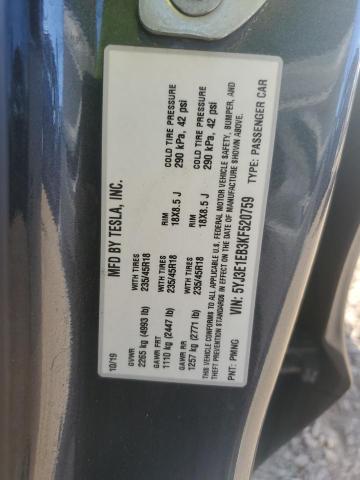 MFD BY TESLA, INC.
10/19
GVWR
2265 kg (4993 lb)
GAWR FRT WITH TIRES RIM COLD TIRE PRESSURE
1110 kg (2447 lb) 235/45R18 18X8.5 J 290 kPa, 42 psi
GAWR RR WITH TIRES RIM COLD TIRE PRESSURE
1257 kg (2771 lb) 235/45R18 18X8.5 J 290 kPa, 42 psi
THIS VEHICLE CONFORMS TO ALL APPLICABLE U.S. FEDERAL MOTOR VEHICLE SAFETY, BUMPER, AND
THEFT PREVENTION STANDARDS IN EFFECT ON THE DATE OF MANUFACTURE SHOWN ABOVE.
VIN: 5YJ3E1EB3KF520759 TYPE: PASSENGER CAR
PNT: PMNG